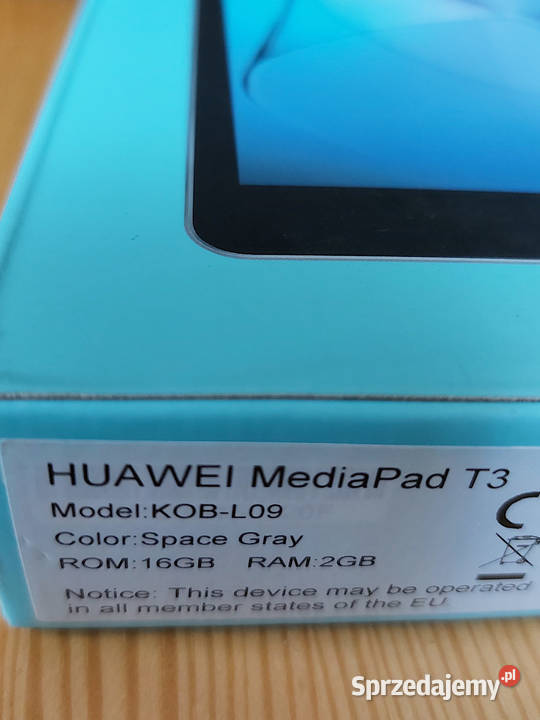 HUAWEI MediaPad T3
Model:KOB-L09
Color:Space Gray
ROM:16GB RAM:2GB
Notice: This device may be operated
in all member states of the EU.
Sprzedajemy.pl